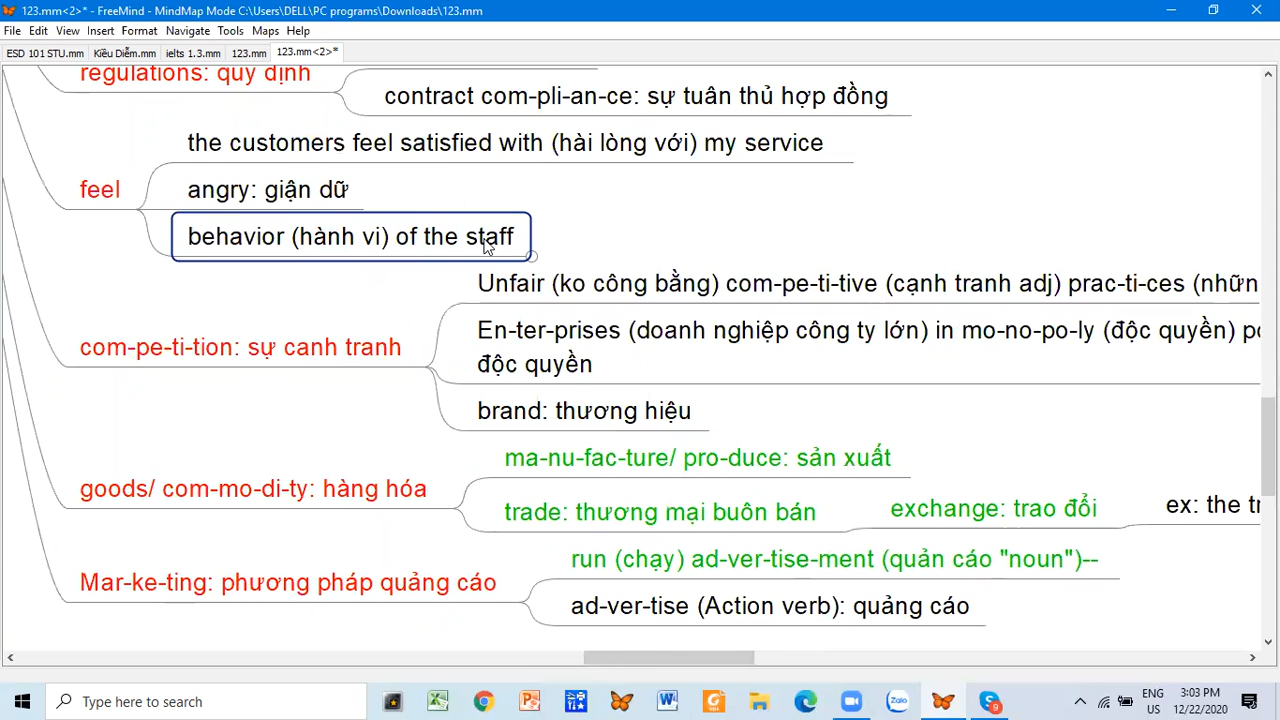 123.mm<2>* - FreeMind - MindMap Mode C:\Users\DELL\PC programs\Downloads\123.mm
File Edit View Insert Format Navigate Tools Maps Help
ESD 101 STU.mm Kiều Diễm.mm ielts 1.3.mm 123.mm 123.mm<2>*
regulations: quy định
contract com-pli-an-ce: sự tuân thủ hợp đồng
the customers feel satisfied with (hài lòng với) my service
feel
angry: giận dữ
behavior (hành vi) of the staff
Unfair (ko công bằng) com-pe-ti-tive (cạnh tranh adj) prac-ti-ces (nhữn
En-ter-prises (doanh nghiệp công ty lớn) in mo-no-po-ly (độc quyền)
độc quyền
com-pe-ti-tion: sự canh tranh
brand: thương hiệu
ma-nu-fac-ture/ pro-duce: sản xuất
goods/ com-mo-di-ty: hàng hóa
trade: thương mại buôn bán
exchange: trao đổi
ex: the
run (chạy) ad-ver-tise-ment (quản cáo "noun")--
Mar-ke-ting: phương pháp quảng cáo
ad-ver-tise (Action verb): quảng cáo
Type here to search
9
ENG
US
3:03 PM
12/22/2020